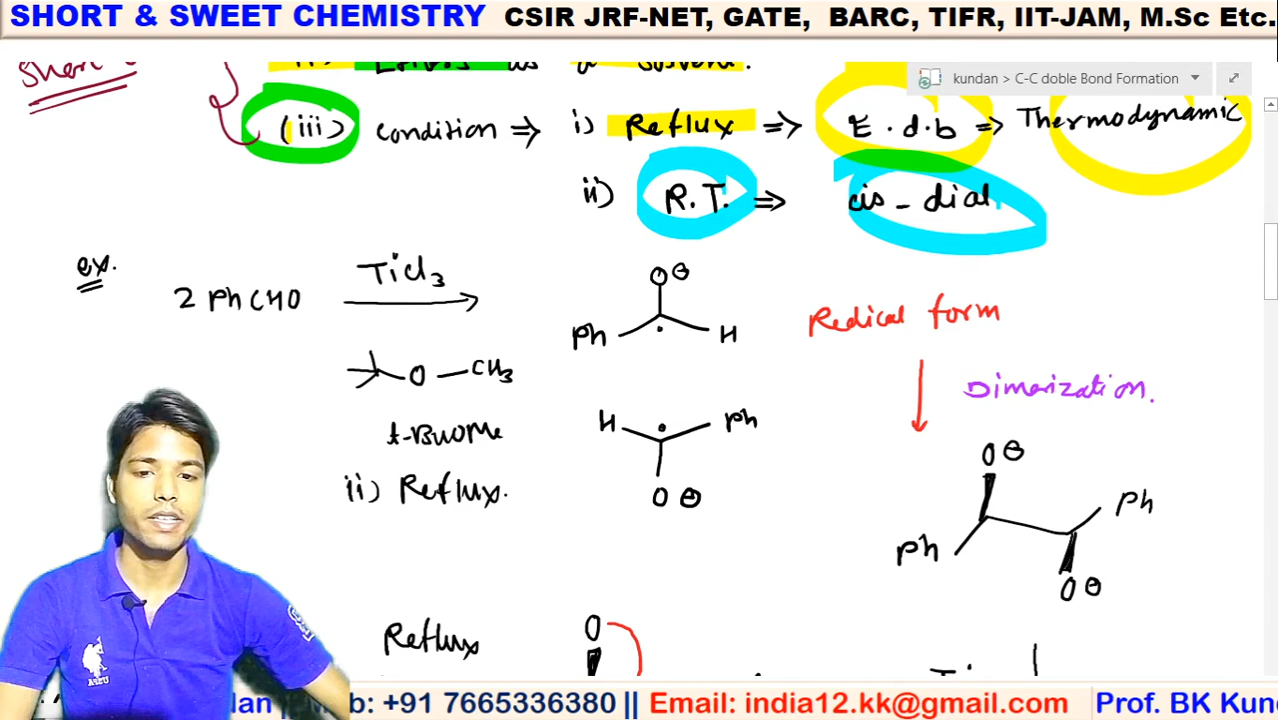 SHORT & SWEET CHEMISTRY CSIR JRF-NET, GATE, BARC, TIFR, IIT-JAM, M.Sc Etc.
kundan > C-C doble Bond Formation
(iii) condition ⇒ i) Reflux ⇒ E.d.b ⇒ Thermodynamic
ii) R.T. ⇒ cis - dial
ex. 2 PhCHO TiCl3
O ⊖
Ph H
Redical form
O - CH3
Dimerization.
H Ph
t-BuOMe
O ⊖
ii) Reflux.
O ⊖
Ph
Ph
O ⊖
Reflux O
Mob: +91 7665336380 || Email: india12.kk@gmail.com Prof. BK Kun